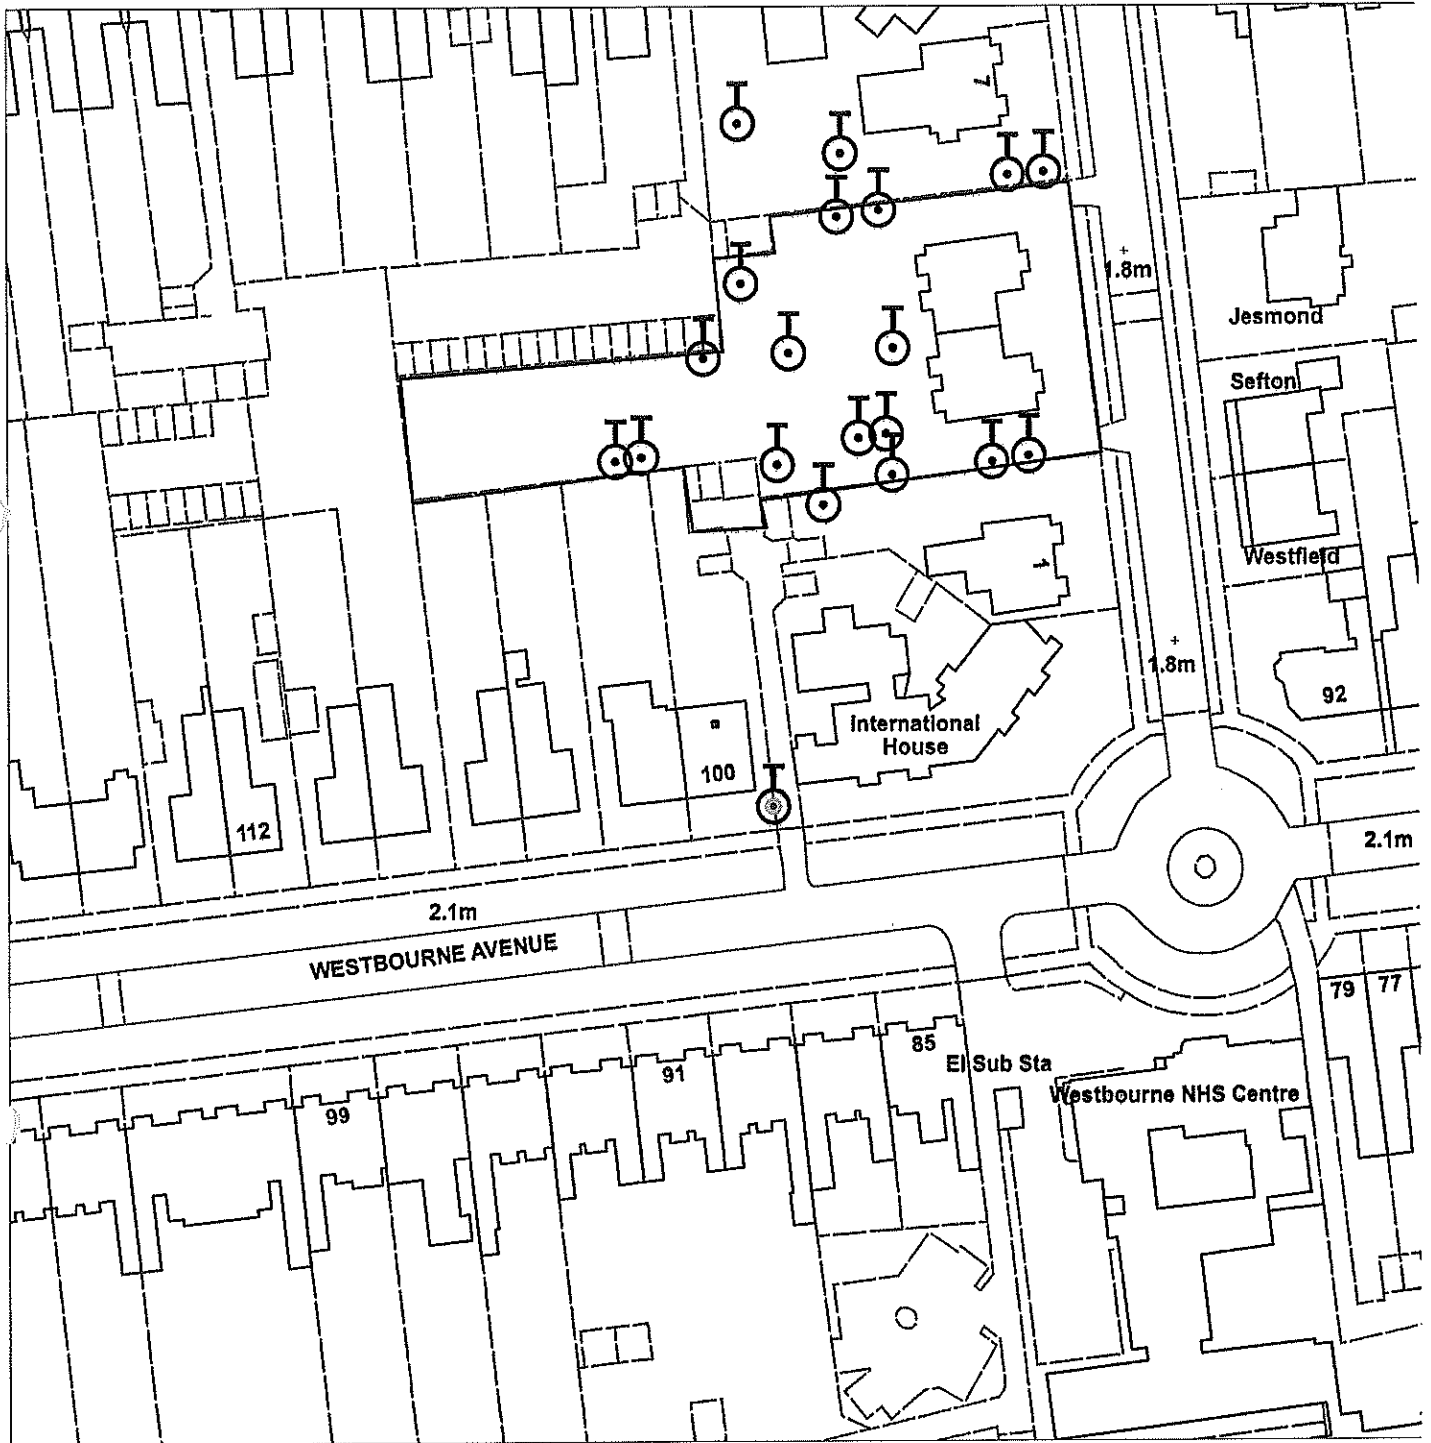 7
1.8m
Jesmond
Sefton
Westfield
1
1.8m
92
International
House
100
112
2.1m
2.1m
WESTBOURNE AVENUE
79
77
85
El Sub Sta
91
Westbourne NHS Centre
99